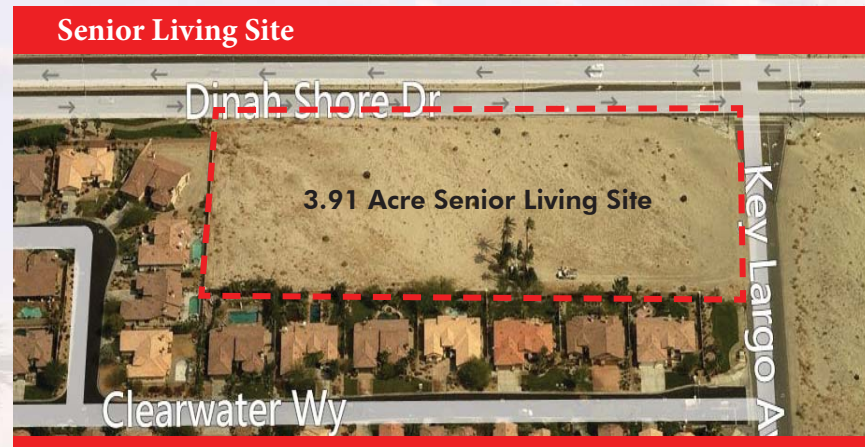 Senior Living Site
Dinah Shore Dr
3.91 Acre Senior Living Site
Key Largo A
Clearwater Wy